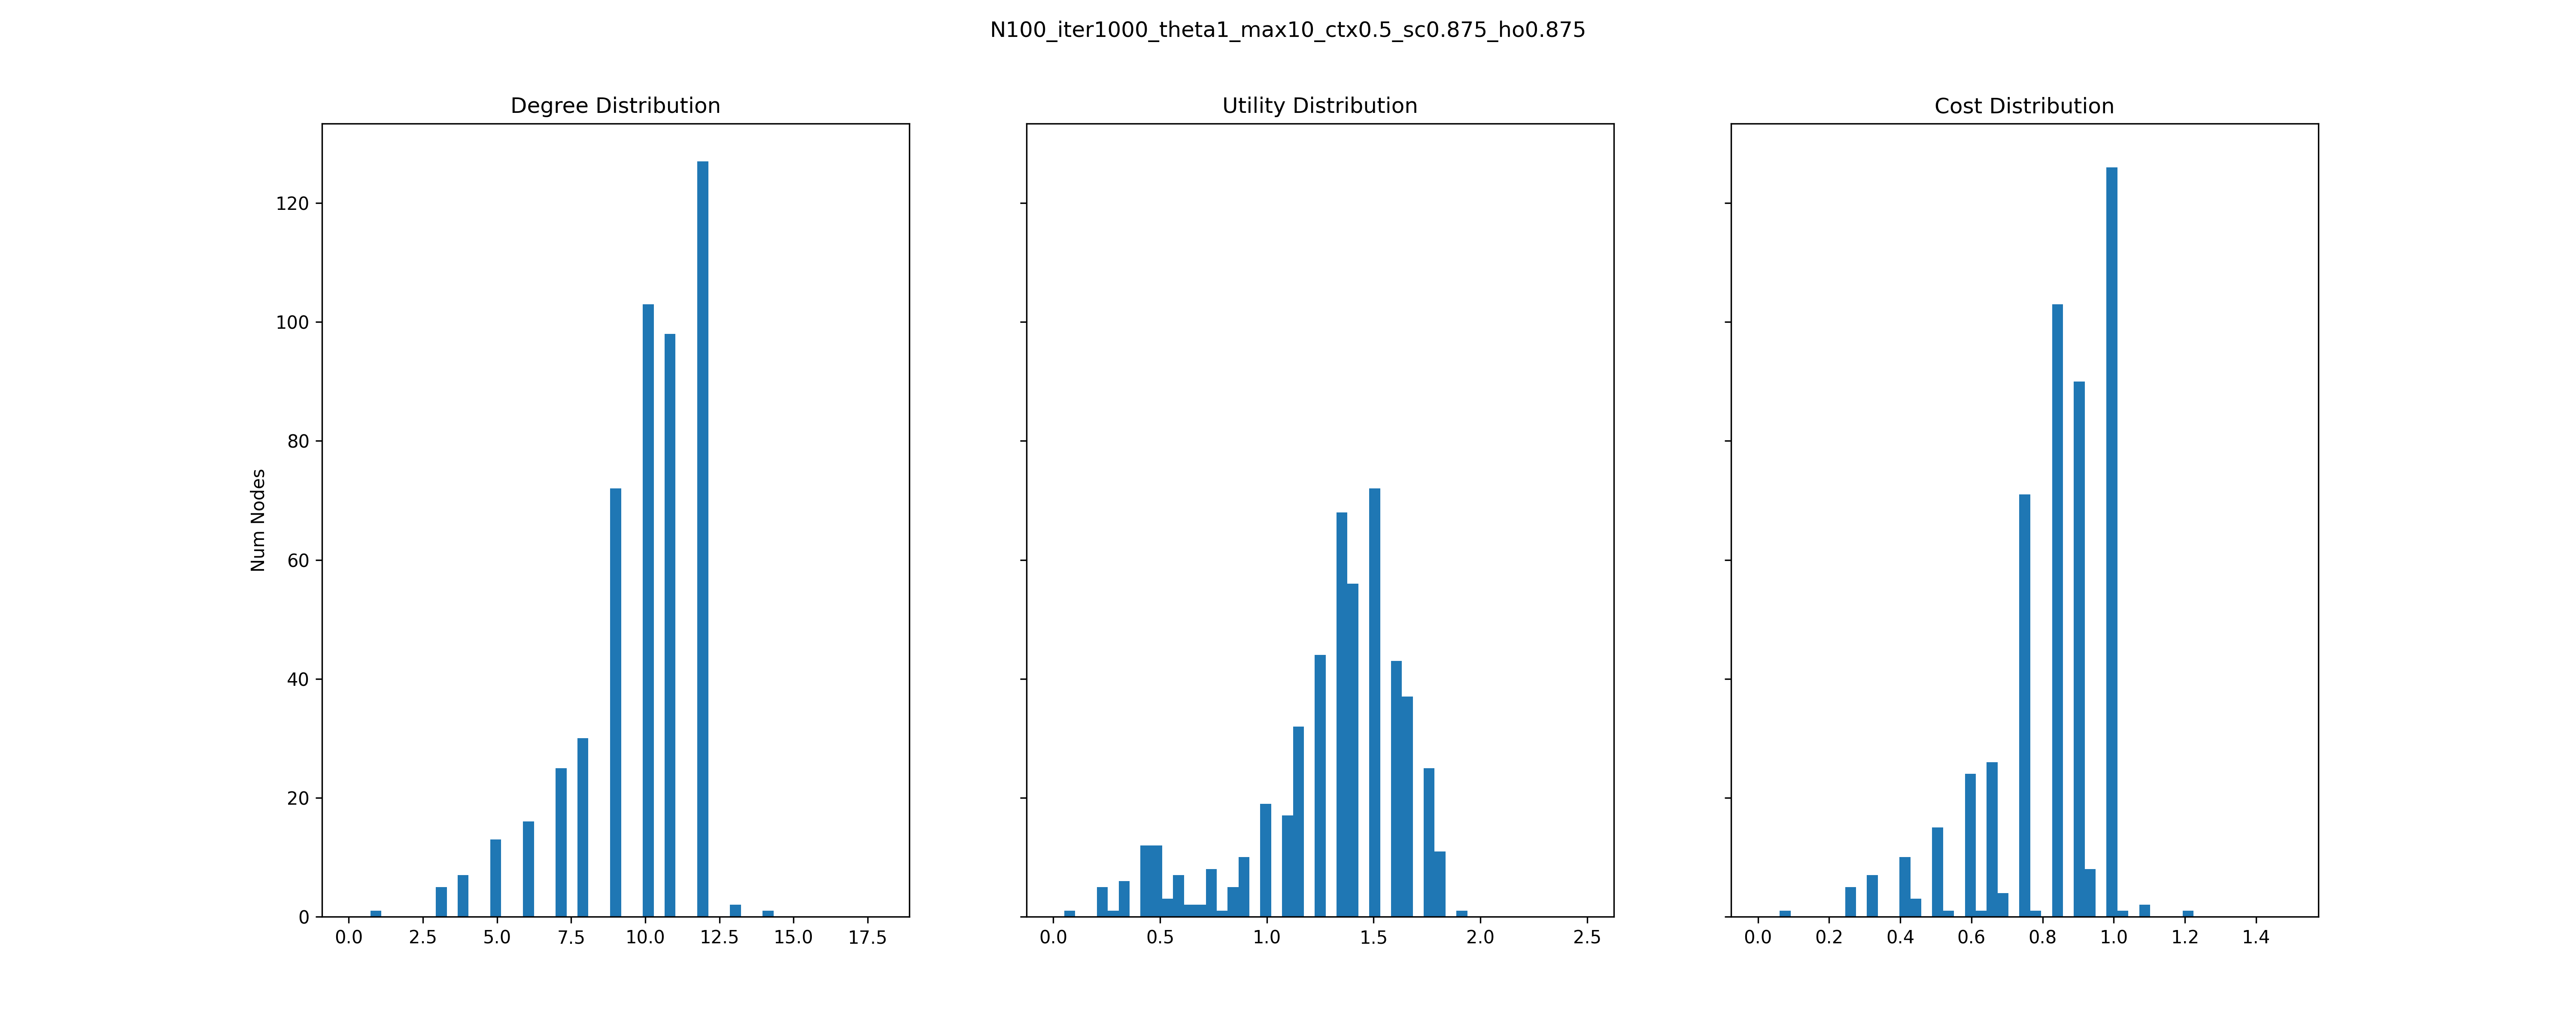 N100_iter1000_theta1_max10_ctx0.5_sc0.875_ho0.875
Degree Distribution
Num Nodes
120
100
80
60
40
20
0
0.0 2.5 5.0 7.5 10.0 12.5 15.0 17.5
Utility Distribution
0.0 0.5 1.0 1.5 2.0 2.5
Cost Distribution
0.0 0.2 0.4 0.6 0.8 1.0 1.2 1.4